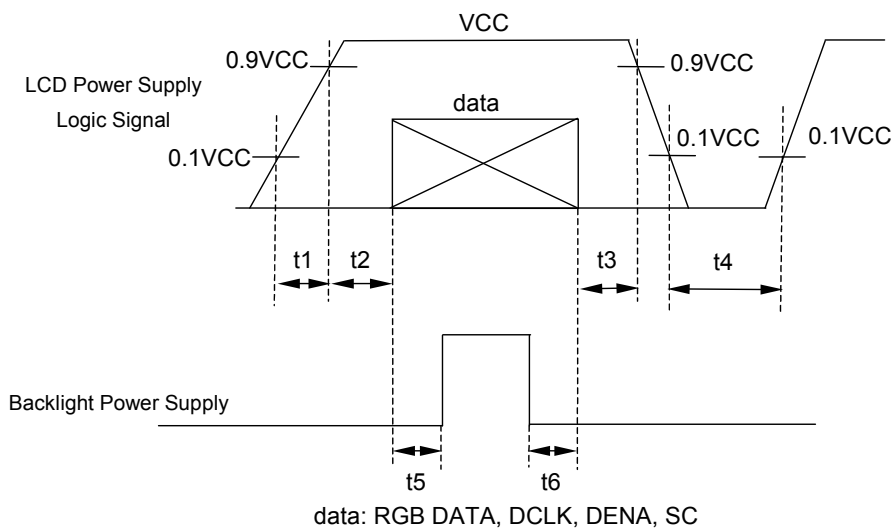 VCC
0.9VCC
0.9VCC
LCD Power Supply
Logic Signal
data
0.1VCC
0.1VCC
0.1VCC
t1
t2
t3
t4
Backlight Power Supply
t5
t6
data: RGB DATA, DCLK, DENA, SC